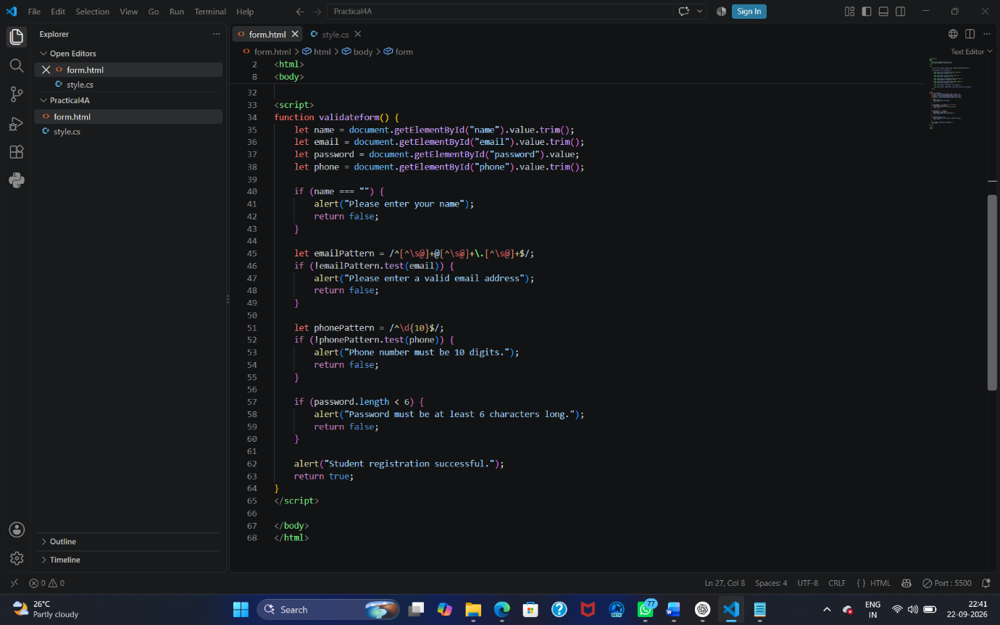 File Edit Selection View Go Run Terminal Help
Practical4A
Sign In
Explorer
Open Editors
form.html
style.cs
Practical4A
form.html
style.cs
Outline
Timeline
form.html
style.cs
form.html > html > body > form
Text Editor
2 <html>
8 <body>
32
33 <script>
34 function validateform() {
35 let name = document.getElementById("name").value.trim();
36 let email = document.getElementById("email").value.trim();
37 let password = document.getElementById("password").value;
38 let phone = document.getElementById("phone").value.trim();
39
40 if (name === "") {
41 alert("Please enter your name");
42 return false;
43 }
44
45 let emailPattern = /^[^\s@]+@[^\s@]+\.[^\s@]+$/;
46 if (!emailPattern.test(email)) {
47 alert("Please enter a valid email address");
48 return false;
49 }
50
51 let phonePattern = /^\d{10}$/;
52 if (!phonePattern.test(phone)) {
53 alert("Phone number must be 10 digits.");
54 return false;
55 }
56
57 if (password.length < 6) {
58 alert("Password must be at least 6 characters long.");
59 return false;
60 }
61
62 alert("Student registration successful.");
63 return true;
64 }
65 </script>
66
67 </body>
68 </html>
0 0
Ln 27, Col 8 Spaces: 4 UTF-8 CRLF { } HTML Port : 5500
26°C
Partly cloudy
Search
BETA
77
ENG
IN
22:41
22-09-2026